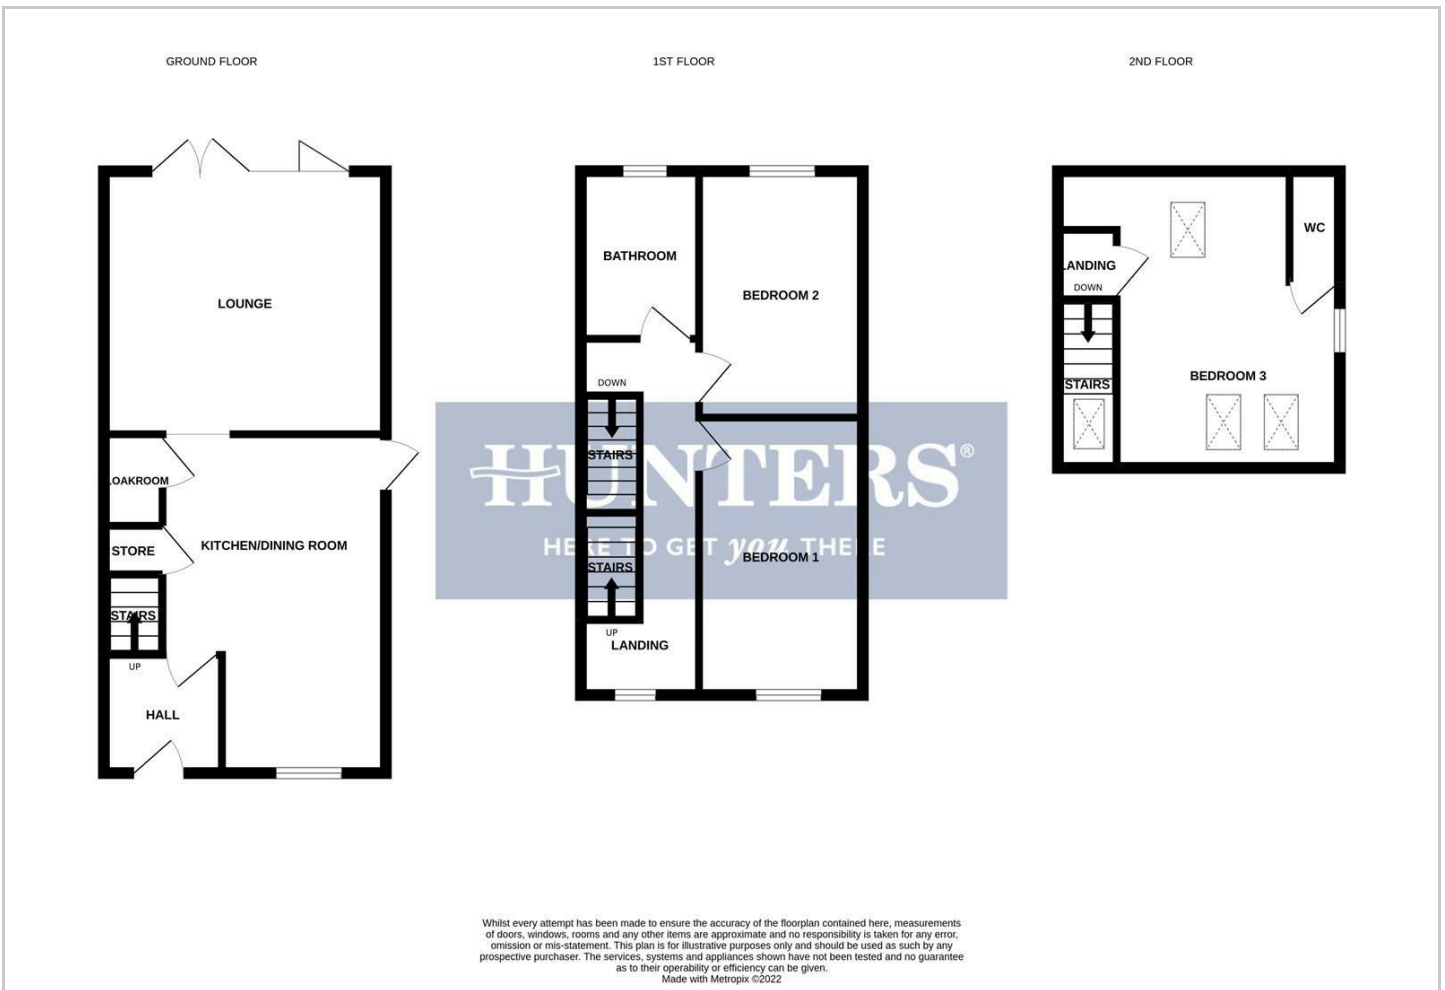 GROUND FLOOR
1ST FLOOR
2ND FLOOR
LOUNGE
LOAKROOM
STORE
KITCHEN/DINING ROOM
STAIRS
UP
HALL
BATHROOM
BEDROOM 2
DOWN
STAIRS
STAIRS
BEDROOM 1
UP
LANDING
WC
LANDING
DOWN
STAIRS
BEDROOM 3
HUNTERS®
HERE TO GET you THERE
Whilst every attempt has been made to ensure the accuracy of the floorplan contained here, measurements
of doors, windows, rooms and any other items are approximate and no responsibility is taken for any error,
omission or mis-statement. This plan is for illustrative purposes only and should be used as such by any
prospective purchaser. The services, systems and appliances shown have not been tested and no guarantee
as to their operability or efficiency can be given.
Made with Metropix ©2022